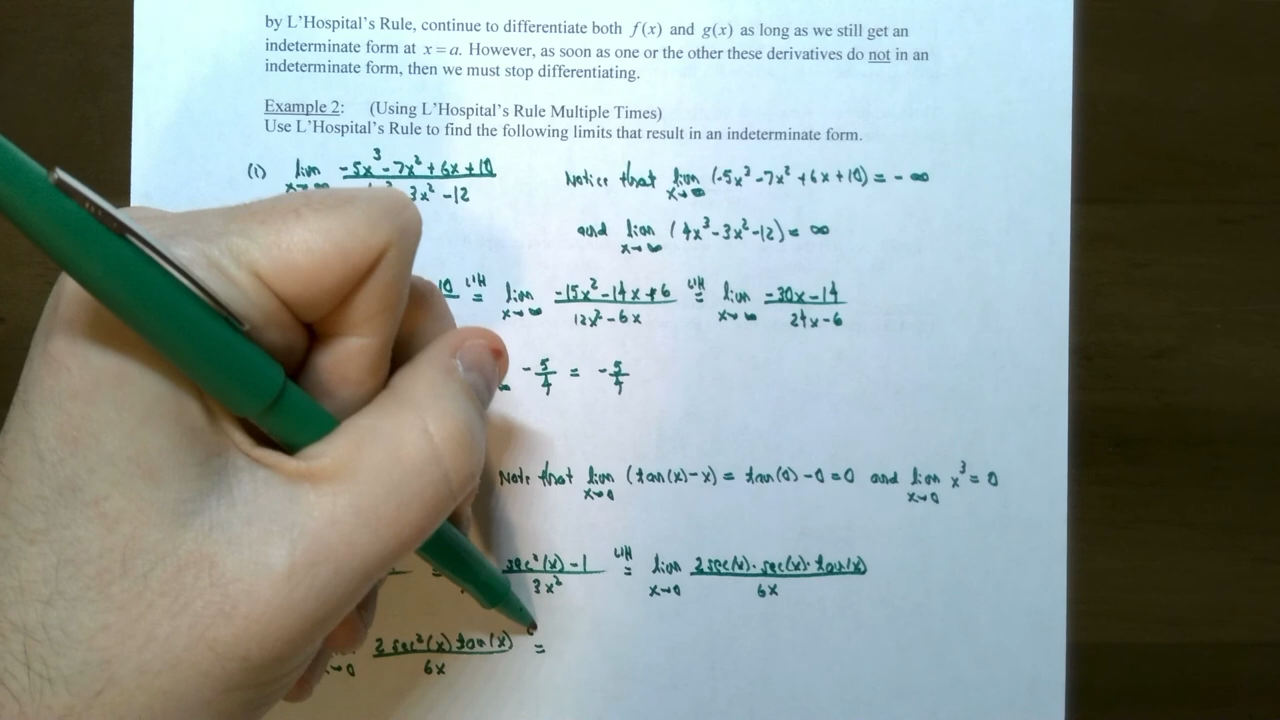 by L'Hospital's Rule, continue to differentiate both f(x) and g(x) as long as we still get an
indeterminate form at x = a. However, as soon as one or the other these derivatives do not in an
indeterminate form, then we must stop differentiating.
Example 2: (Using L'Hospital's Rule Multiple Times)
Use L'Hospital's Rule to find the following limits that result in an indeterminate form.
(i) lim -5x³-7x²+6x+10 Notice that lim (-5x³-7x²+6x+10) = -∞
3x²-12 x→∞
and lim (4x³-3x²-12) = ∞
x→∞
10 L'H = lim -15x²-14x+6 L'H = lim -30x-14
x→∞ 12x²-6x x→∞ 24x-6
-5/4 = -5/4
Note that lim (tan(x)-x) = tan(0)-0=0 and lim x³=0
x→0 x→0
sec²(x)-1 L'H = lim 2sec(x)·sec(x)·tan(x)
3x² x→0 6x
2sec²(x)tan(x) =
x→0 6x